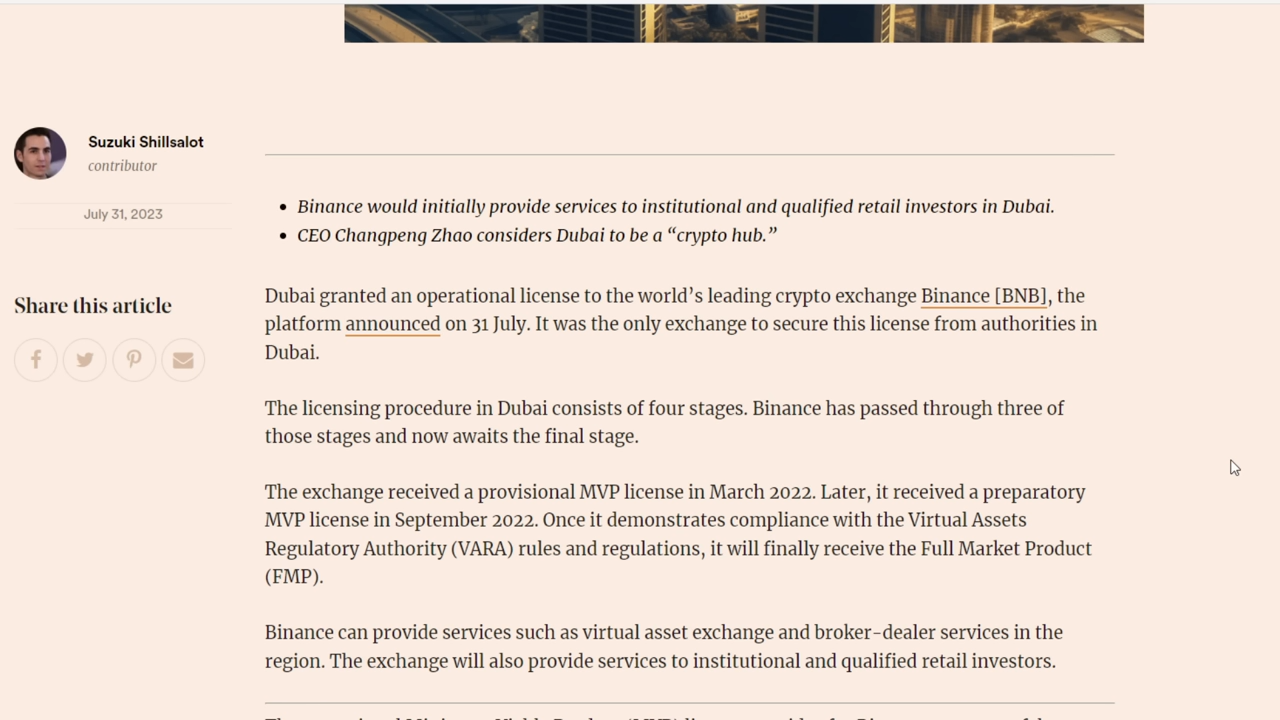 Suzuki Shillsalot
contributor
July 31, 2023
Share this article
• Binance would initially provide services to institutional and qualified retail investors in Dubai.
• CEO Changpeng Zhao considers Dubai to be a “crypto hub.”
Dubai granted an operational license to the world’s leading crypto exchange Binance [BNB], the
platform announced on 31 July. It was the only exchange to secure this license from authorities in
Dubai.
The licensing procedure in Dubai consists of four stages. Binance has passed through three of
those stages and now awaits the final stage.
The exchange received a provisional MVP license in March 2022. Later, it received a preparatory
MVP license in September 2022. Once it demonstrates compliance with the Virtual Assets
Regulatory Authority (VARA) rules and regulations, it will finally receive the Full Market Product
(FMP).
Binance can provide services such as virtual asset exchange and broker-dealer services in the
region. The exchange will also provide services to institutional and qualified retail investors.